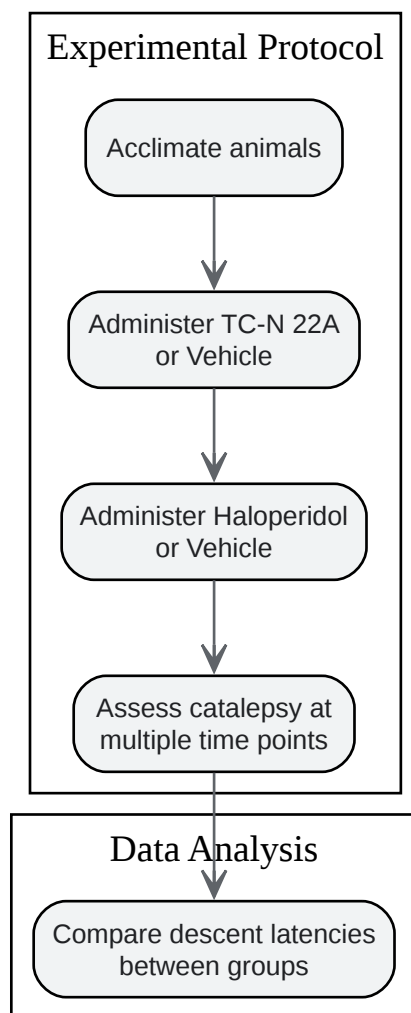 Experimental Protocol
Acclimate animals
Administer TC-N 22A
or Vehicle
Administer Haloperidol
or Vehicle
Assess catalepsy at
multiple time points
Data Analysis
Compare descent latencies
between groups